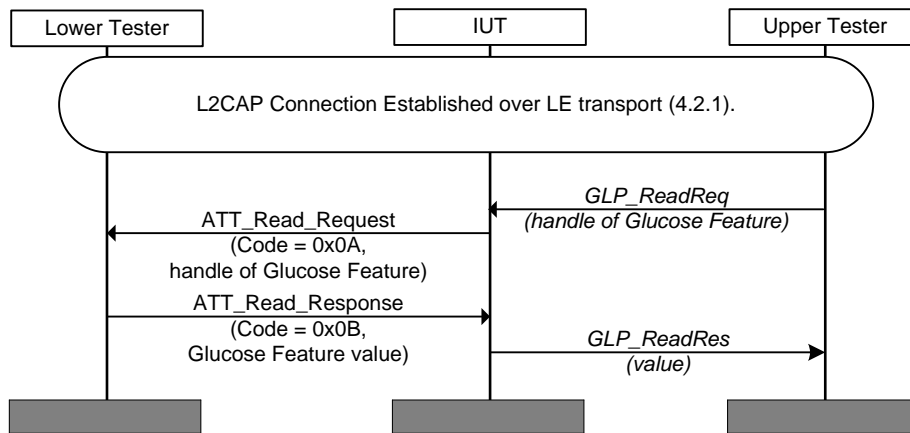 Lower Tester
IUT
Upper Tester
L2CAP Connection Established over LE transport (4.2.1).
GLP_ReadReq
(handle of Glucose Feature)
ATT_Read_Request
(Code = 0x0A,
handle of Glucose Feature)
ATT_Read_Response
(Code = 0x0B,
Glucose Feature value)
GLP_ReadRes
(value)